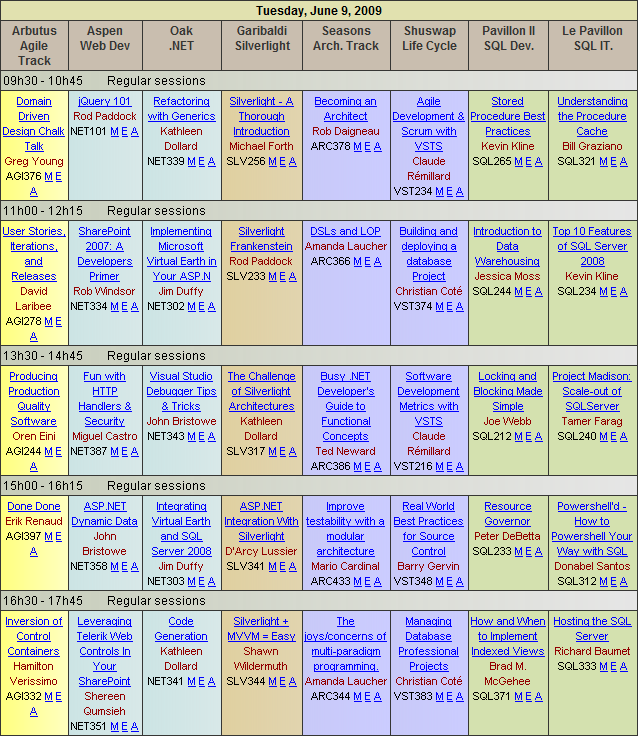 Tuesday, June 9, 2009
Arbutus
Agile
Track
Aspen
Web Dev
Oak
.NET
Garibaldi
Silverlight
Seasons
Arch. Track
Shuswap
Life Cycle
Pavillon II
SQL Dev.
Le Pavillon
SQL IT.
09h30 - 10h45 Regular sessions
Domain
Driven
Design Chalk
Talk
Greg Young
AGI376 M E
A
jQuery 101
Rod Paddock
NET101 M E A
Refactoring
with Generics
Kathleen
Dollard
NET339 M E A
Silverlight - A
Thorough
Introduction
Michael Forth
SLV256 M E A
Becoming an
Architect
Rob Daigneau
ARC378 M E A
Agile
Development &
Scrum with
VSTS
Claude
Rémillard
VST234 M E A
Stored
Procedure Best
Practices
Kevin Kline
SQL265 M E A
Understanding
the Procedure
Cache
Bill Graziano
SQL321 M E A
11h00 - 12h15 Regular sessions
User Stories,
Iterations,
and
Releases
David
Laribee
AGI278 M E
A
SharePoint
2007: A
Developers
Primer
Rob Windsor
NET334 M E A
Implementing
Microsoft
Virtual Earth in
Your ASP.N
Jim Duffy
NET302 M E A
Silverlight
Frankenstein
Rod Paddock
SLV233 M E A
DSLs and LOP
Amanda Laucher
ARC366 M E A
Building and
deploying a
database
Project
Christian Coté
VST374 M E A
Introduction to
Data
Warehousing
Jessica Moss
SQL244 M E A
Top 10 Features
of SQL Server
2008
Kevin Kline
SQL234 M E A
13h30 - 14h45 Regular sessions
Producing
Production
Quality
Software
Oren Eini
AGI244 M E
A
Fun with
HTTP
Handlers &
Security
Miguel Castro
NET387 M E A
Visual Studio
Debugger Tips
& Tricks
John Bristowe
NET343 M E A
The Challenge
of Silverlight
Architectures
Kathleen
Dollard
SLV317 M E A
Busy .NET
Developer's
Guide to
Functional
Concepts
Ted Neward
ARC386 M E A
Software
Development
Metrics with
VSTS
Claude
Rémillard
VST216 M E A
Locking and
Blocking Made
Simple
Joe Webb
SQL212 M E A
Project Madison:
Scale-out of
SQLServer
Tamer Farag
SQL240 M E A
15h00 - 16h15 Regular sessions
Done Done
Erik Renaud
AGI397 M E
A
ASP.NET
Dynamic Data
John
Bristowe
NET358 M E A
Integrating
Virtual Earth
and SQL
Server 2008
Jim Duffy
NET303 M E A
ASP.NET
Integration With
Silverlight
D'Arcy Lussier
SLV341 M E A
Improve
testability with a
modular
architecture
Mario Cardinal
ARC433 M E A
Real World
Best Practices
for Source
Control
Barry Gervin
VST348 M E A
Resource
Governor
Peter DeBetta
SQL233 M E A
Powershell'd -
How to
Powershell Your
Way with SQL
Donabel Santos
SQL312 M E A
16h30 - 17h45 Regular sessions
Inversion of
Control
Containers
Hamilton
Verissimo
AGI332 M E
A
Leveraging
Telerik Web
Controls In
Your
SharePoint
Shereen
Qumsieh
NET351 M E A
Code
Generation
Kathleen
Dollard
NET341 M E A
Silverlight +
MVVM = Easy
Shawn
Wildermuth
SLV344 M E A
The
joys/concerns of
multi-paradigm
programming.
Amanda Laucher
ARC344 M E A
Managing
Database
Professional
Projects
Christian Coté
VST383 M E A
How and When
to Implement
Indexed Views
Brad M.
McGehee
SQL371 M E A
Hosting the SQL
Server
Richard Baumet
SQL333 M E A